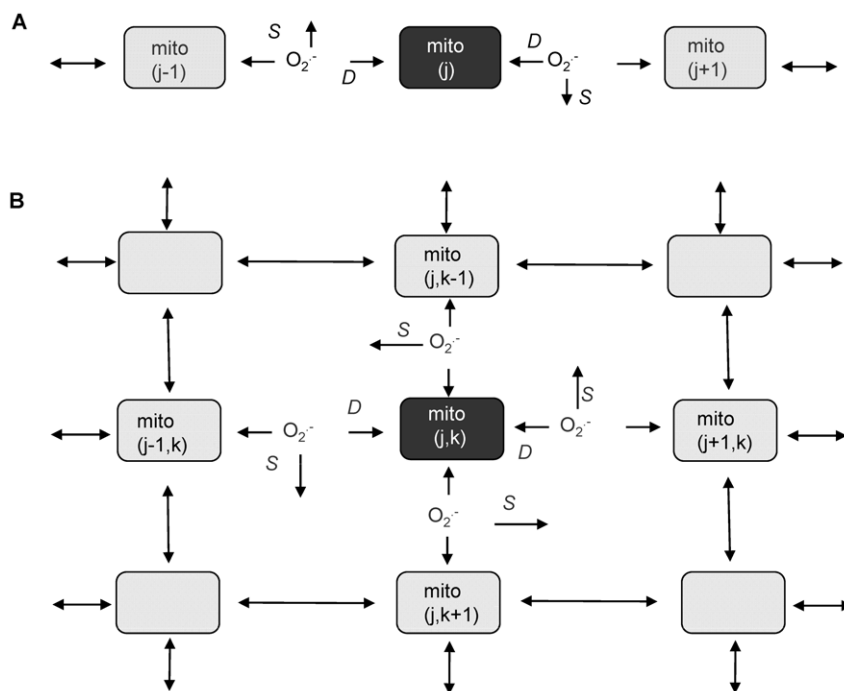 A
S
O₂·- 
D
mito
(j-1)
mito
(j)
D
O₂·-
S
mito
(j+1)
B
mito
(j,k-1)
S
O₂·-
mito
(j-1,k)
O₂·-
S
D
mito
(j,k)
D
S
O₂·-
mito
(j+1,k)
O₂·-
S
mito
(j,k+1)